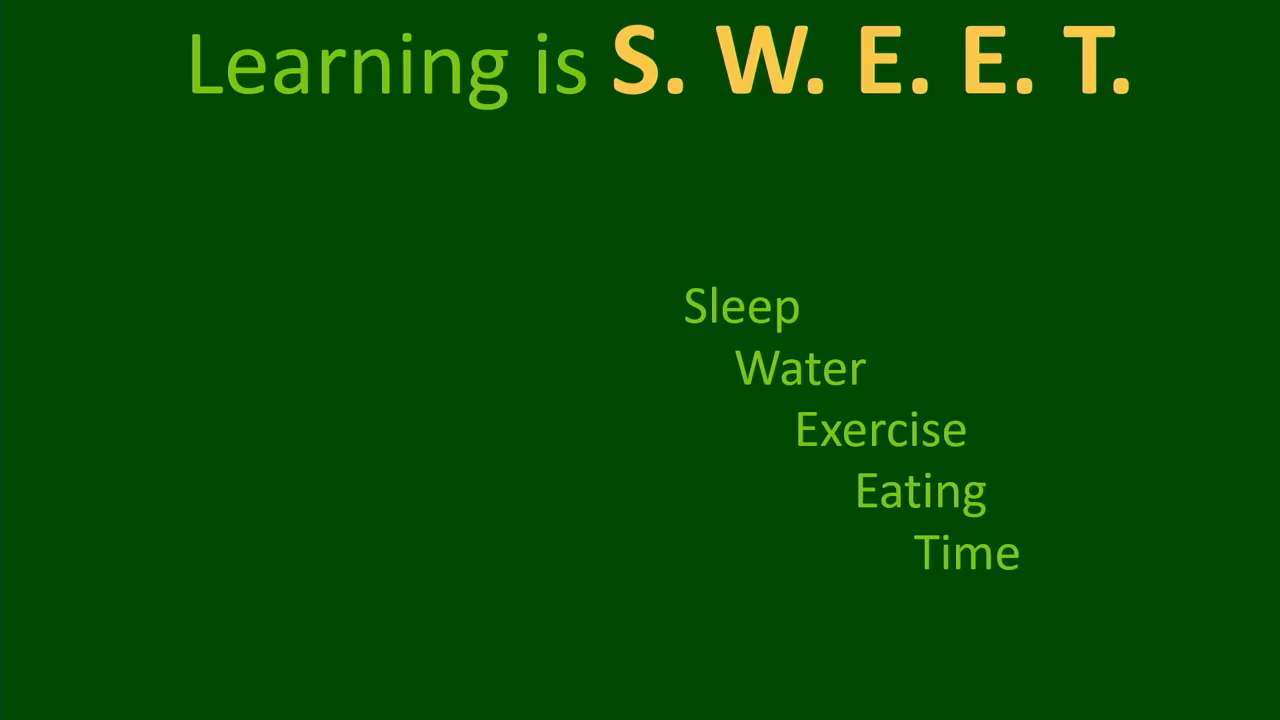 Learning is S. W. E. E. T.
Sleep
Water
Exercise
Eating
Time